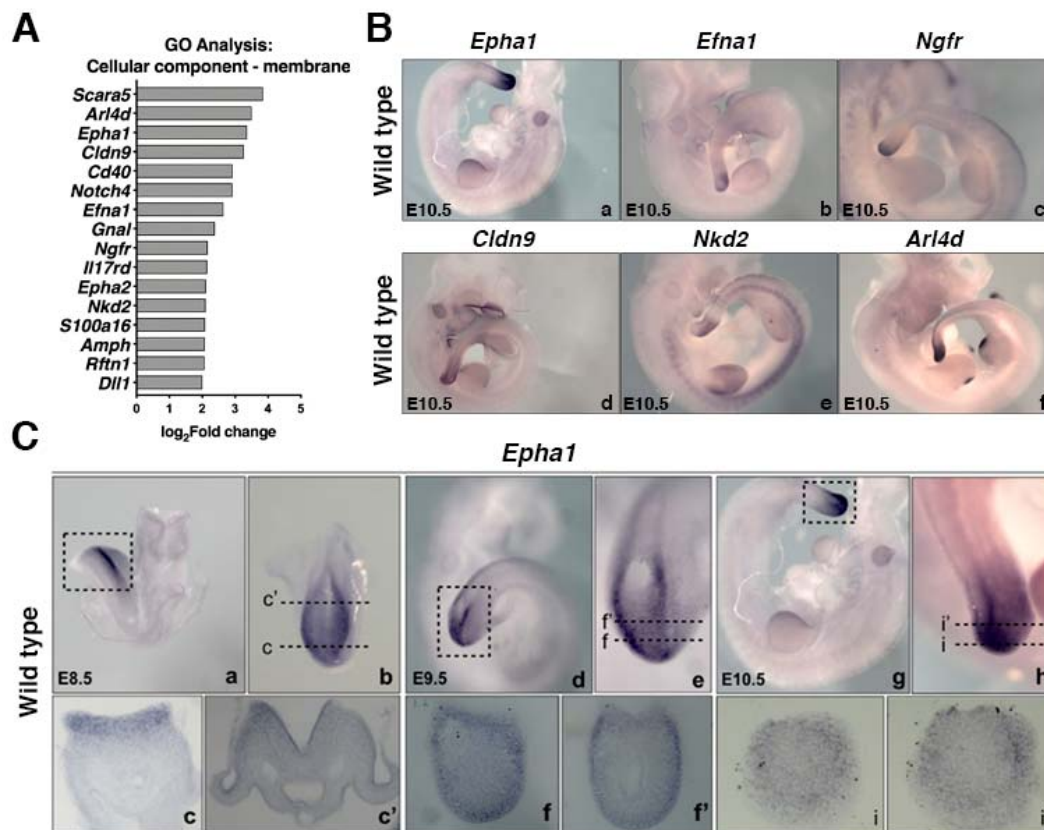 A
GO Analysis:
Cellular component - membrane
Scara5
Arl4d
Epha1
Cldn9
Cd40
Notch4
Efna1
Gnal
Ngfr
Il17rd
Epha2
Nkd2
S100a16
Amph
Rftn1
Dll1
0 1 2 3 4 5
log2Fold change
B
Epha1 Efna1 Ngfr
Wild type
E10.5 a E10.5 b E10.5 c
Cldn9 Nkd2 Arl4d
Wild type
E10.5 d E10.5 e E10.5 f
C
Epha1
Wild type
c'
c
E8.5 a b
f'
f
E9.5 d e
i'
i
E10.5 g h
c c' f f' i i